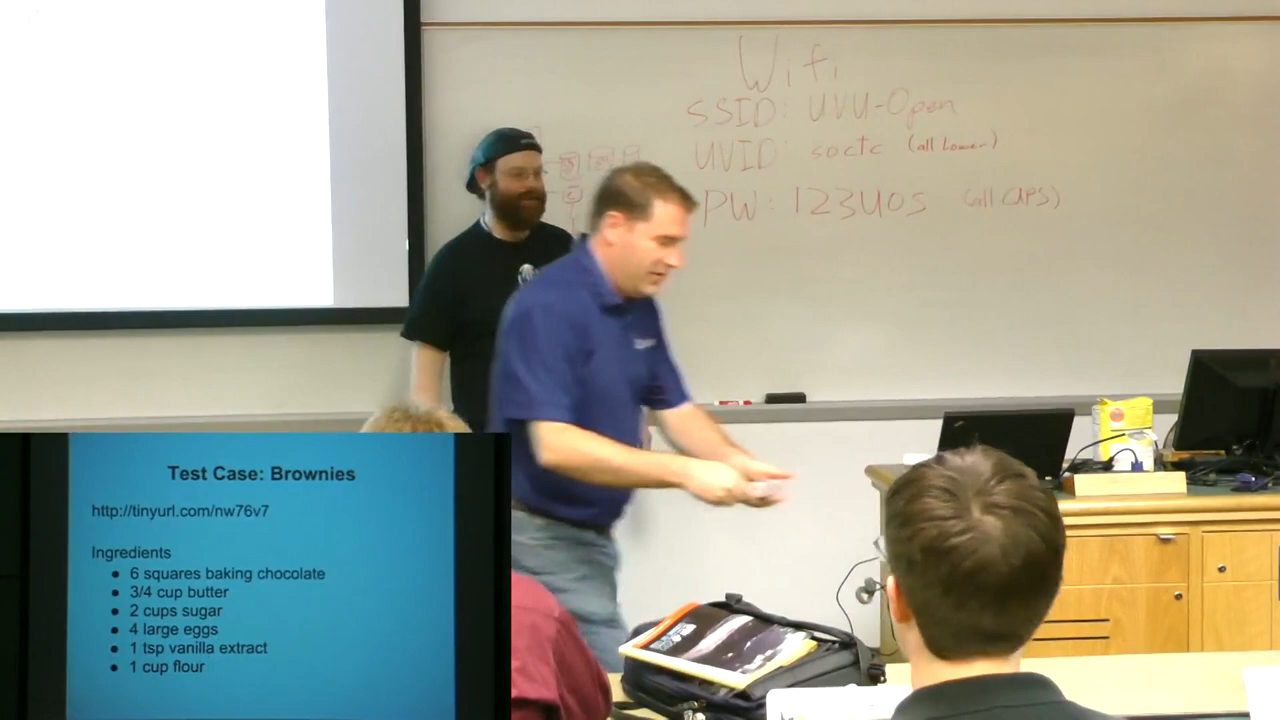 Wifi
SSID: UVU-Open
UVID: soctc (all Lower)
PW: 123UOS (all CAPS)
Test Case: Brownies
http://tinyurl.com/nw76v7
Ingredients
• 6 squares baking chocolate
• 3/4 cup butter
• 2 cups sugar
• 4 large eggs
• 1 tsp vanilla extract
• 1 cup flour